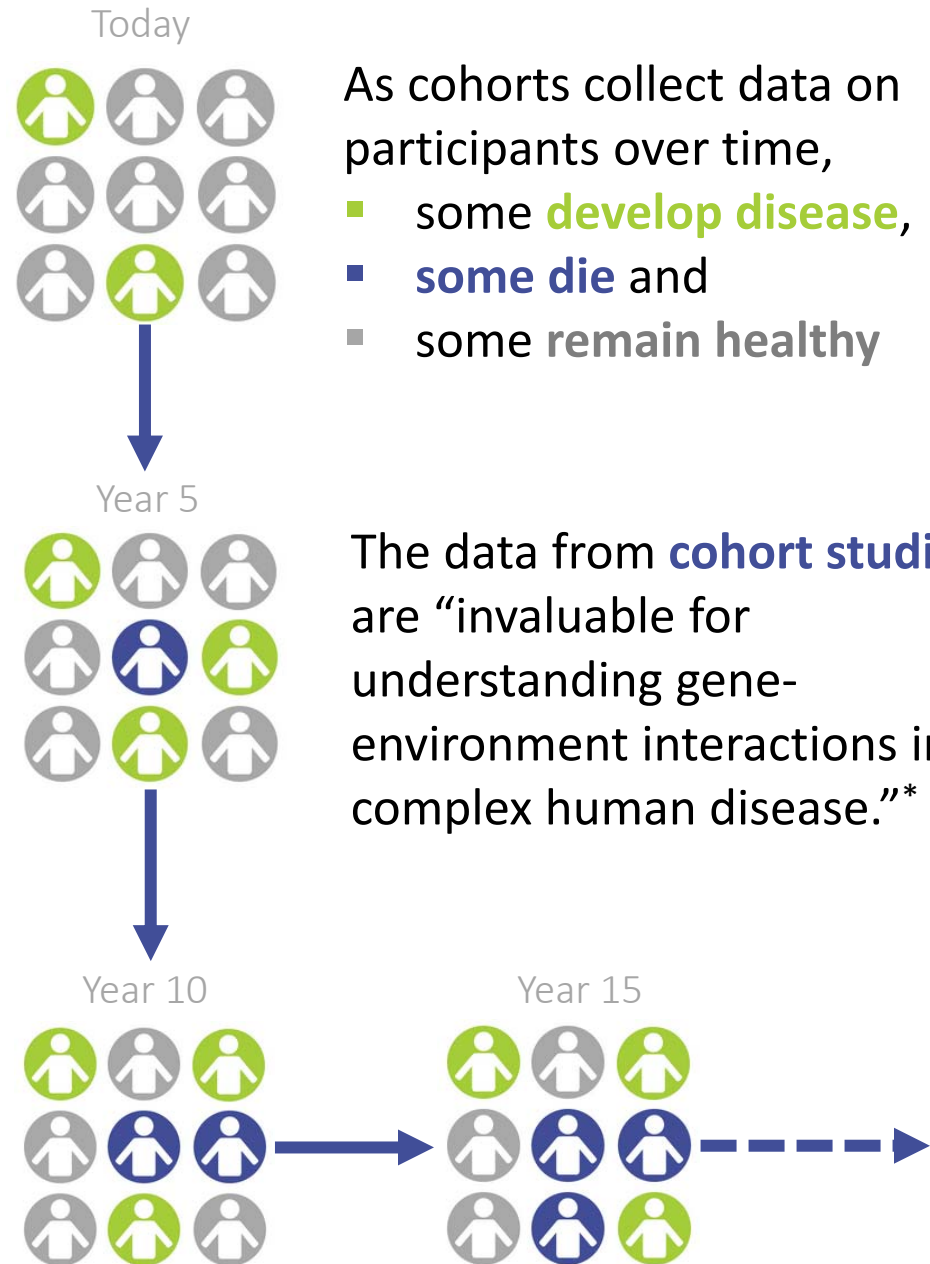 Today
As cohorts collect data on
participants over time,
some develop disease,
some die and
some remain healthy
Year 5
The data from cohort studi
are “invaluable for
understanding gene-
environment interactions i
complex human disease.”*
Year 10
Year 15